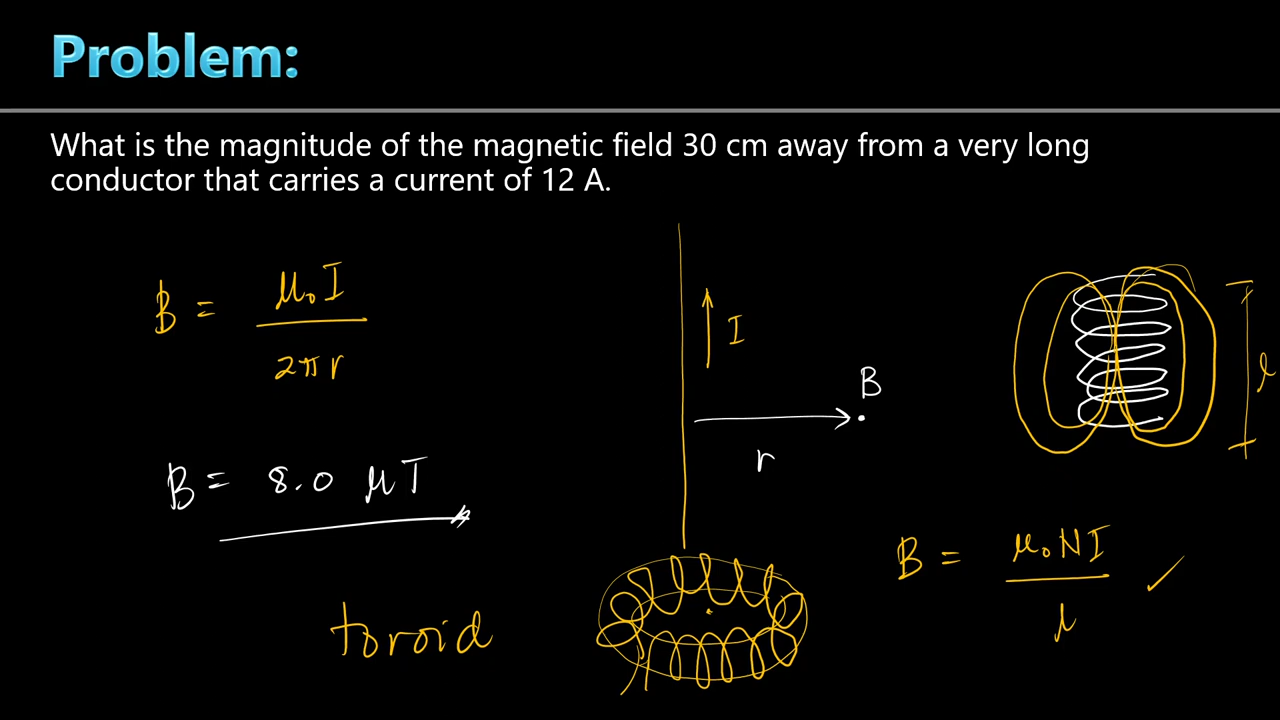 Problem:
What is the magnitude of the magnetic field 30 cm away from a very long
conductor that carries a current of 12 A.
B = μ₀I / 2πr
I
B
r
l
B = 8.0 μT
B = μ₀NI / l
toroid